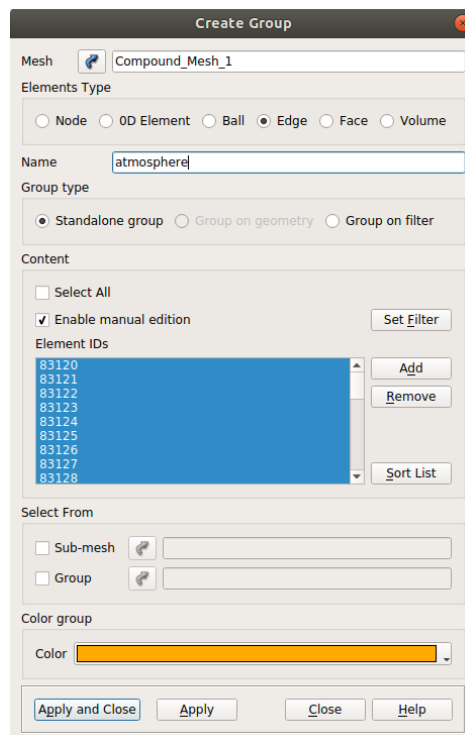 Create Group
Mesh Compound_Mesh_1
Elements Type
Node 0D Element Ball Edge Face Volume
Name atmosphere
Group type
Standalone group Group on geometry Group on filter
Content
Select All
Enable manual edition Set Filter
Element IDs
83120
83121 Add
83122
83123 Remove
83124
83125
83126
83127
83128 Sort List
Select From
Sub-mesh
Group
Color group
Color
Apply and Close Apply Close Help